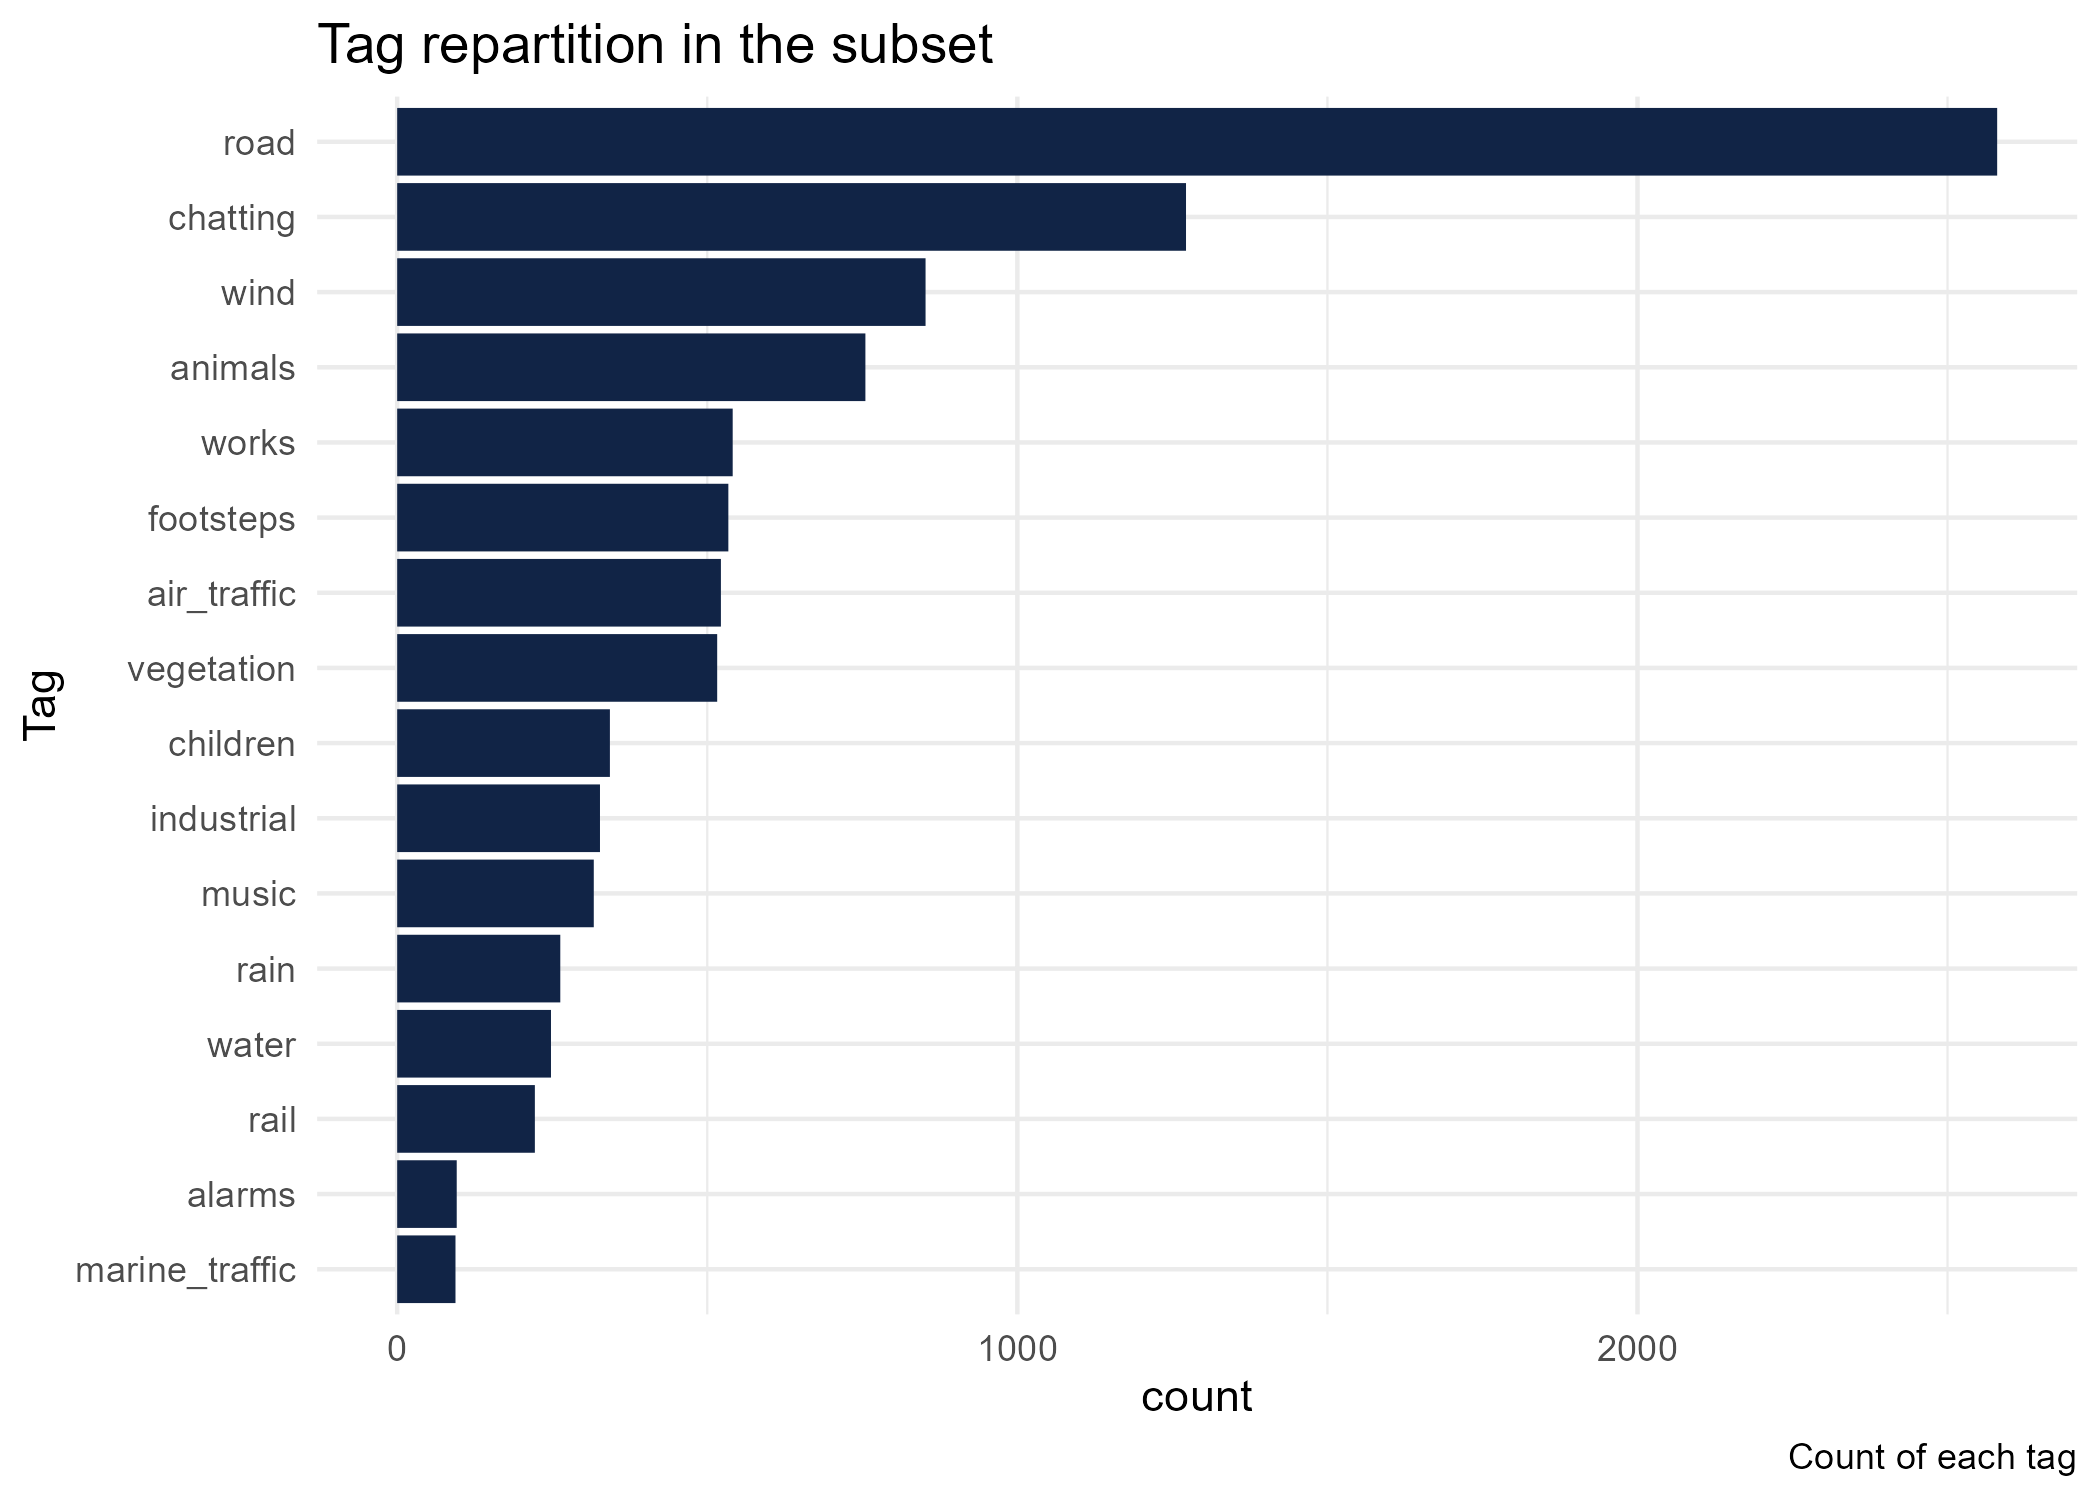 Tag repartition in the subset
road
chatting
wind
animals
works
footsteps
air_traffic
vegetation
children
industrial
music
rain
water
rail
alarms
marine_traffic
Tag
0 1000 2000
count
Count of each tag